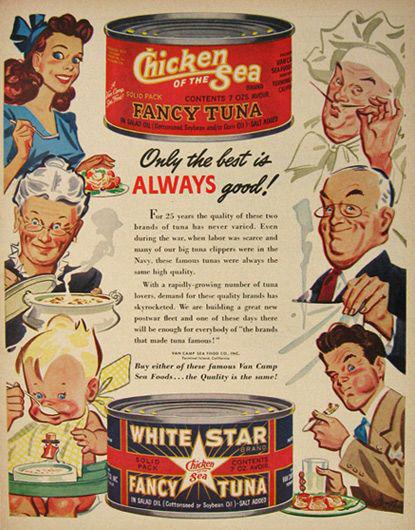 Chicken
OF THE Sea
BRAND
SOLID PACK
CONTENTS 7 OZS. AVOIR.
FANCY TUNA
IN SALAD OIL (Cottonseed, Soybean and/or Corn Oil) - SALT ADDED
Only the best is
ALWAYS good!
For 25 years the quality of these two
brands of tuna has never varied. Even
during the war, when labor was scarce and
many of our big tuna clippers were in the
Navy, these famous tunas were always the
same high quality.
With a rapidly-growing number of tuna
lovers, demand for these quality brands has
skyrocketed. We are building a great new
postwar fleet and one of these days there
will be enough for everybody of "the brands
that made tuna famous!"
VAN CAMP SEA FOOD CO., INC.
Terminal Island, California
Buy either of these famous Van Camp
Sea Foods...the Quality is the same!
WHITE STAR
BRAND
SOLID
PACK
Chicken
of the
Sea
CONTENTS
7 OZ. AVOIR.
FANCY TUNA
IN SALAD OIL (Cottonseed or Soybean Oil) - SALT ADDED